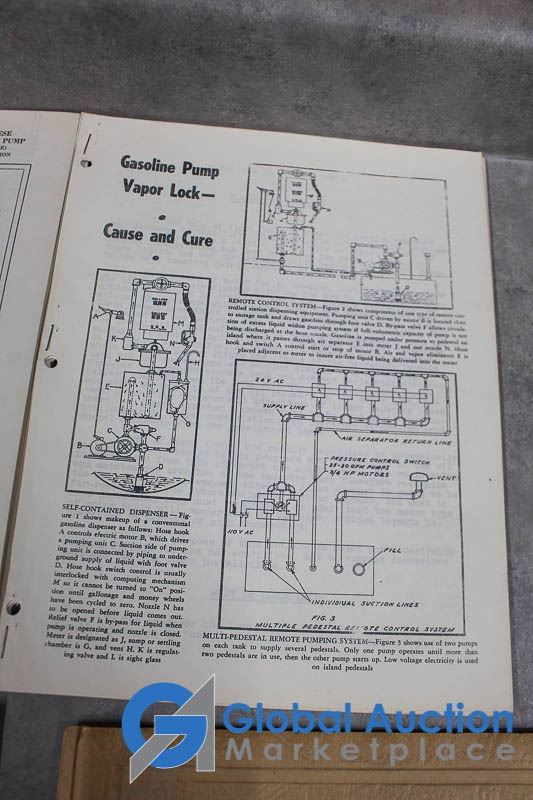 ESE
PUMP
ION
Gasoline Pump
Vapor Lock—
Cause and Cure
REMOTE CONTROL SYSTEM—Figure 2 shows components of one type of remote con-
trolled station dispensing equipment. Pumping unit C driven by motor B is located close
to storage tank and draws gasoline through foot valve D. By-pass valve F allows circula-
tion of excess liquid within pumping system if full volumetric capacity of pump is not
being discharged at the hose nozzle. Gasoline is pumped under pressure to pedestal on
island where it passes through air separator E into meter J and out nozzle N. Hose
hook and switch A control start or stop of motor B. Air and vapor eliminator E is
placed adjacent to meter to insure air-free liquid being delivered into the meter
24 V AC
SUPPLY LINE
AIR SEPARATOR RETURN LINE
PRESSURE CONTROL SWITCH
25-30 GPM PUMPS
3/4 HP MOTORS
VENT
110 V AC
FILL
INDIVIDUAL SUCTION LINES
FIG. 3
MULTIPLE PEDESTAL REMOTE CONTROL SYSTEM
SELF-CONTAINED DISPENSER—Fig-
ure 1 shows makeup of a conventional
gasoline dispenser as follows: Hose hook
A controls electric motor B, which drives
a pumping unit C. Suction side of pump-
ing unit is connected by piping to under-
ground supply of liquid with foot valve
D. Hose hook switch control is usually
interlocked with computing mechanism
M so it cannot be turned to "On" posi-
tion until gallonage and money wheels
have been cycled to zero. Nozzle N has
to be opened before liquid comes out.
Relief valve F is by-pass for liquid when
pump is operating and nozzle is closed.
Meter is designated as J, sump or settling
chamber is G, and vent H. K is regulat-
ing valve and L is sight glass
MULTI-PEDESTAL REMOTE PUMPING SYSTEM—Figure 3 shows use of two pumps
on each tank to supply several pedestals. Only one pump operates until more than
two pedestals are in use, then the other pump starts up. Low voltage electricity is used
on island pedestals
Global Auction
Marketplace